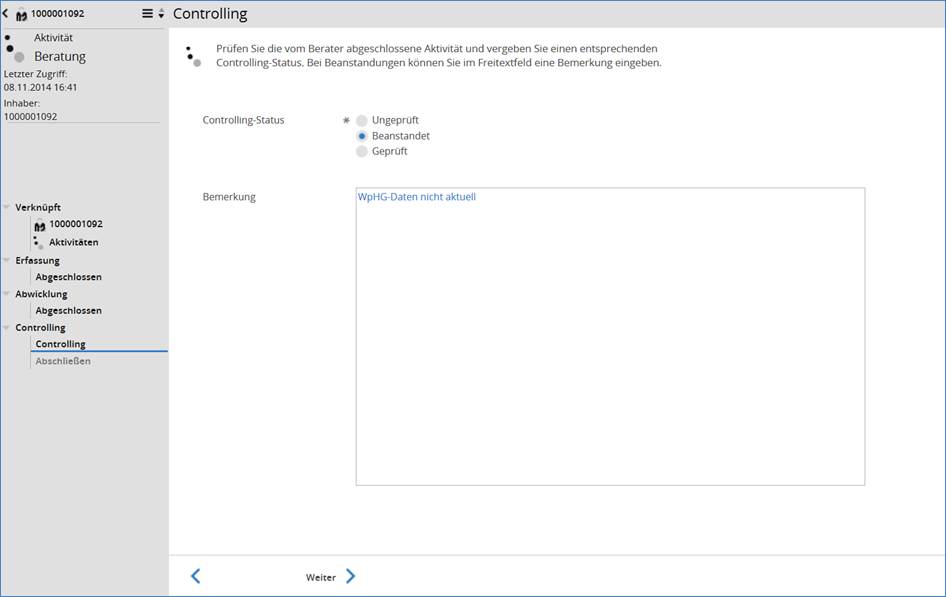 1000001092
Controlling
Aktivität
Beratung
Letzter Zugriff:
08.11.2014 16:41
Inhaber:
1000001092
Verknüpft
1000001092
Aktivitäten
Erfassung
Abgeschlossen
Abwicklung
Abgeschlossen
Controlling
Controlling
Abschließen
Prüfen Sie die vom Berater abgeschlossene Aktivität und vergeben Sie einen entsprechenden
Controlling-Status. Bei Beanstandungen können Sie im Freitextfeld eine Bemerkung eingeben.
Controlling-Status * Ungeprüft
Beanstandet
Geprüft
Bemerkung WpHG-Daten nicht aktuell
Weiter